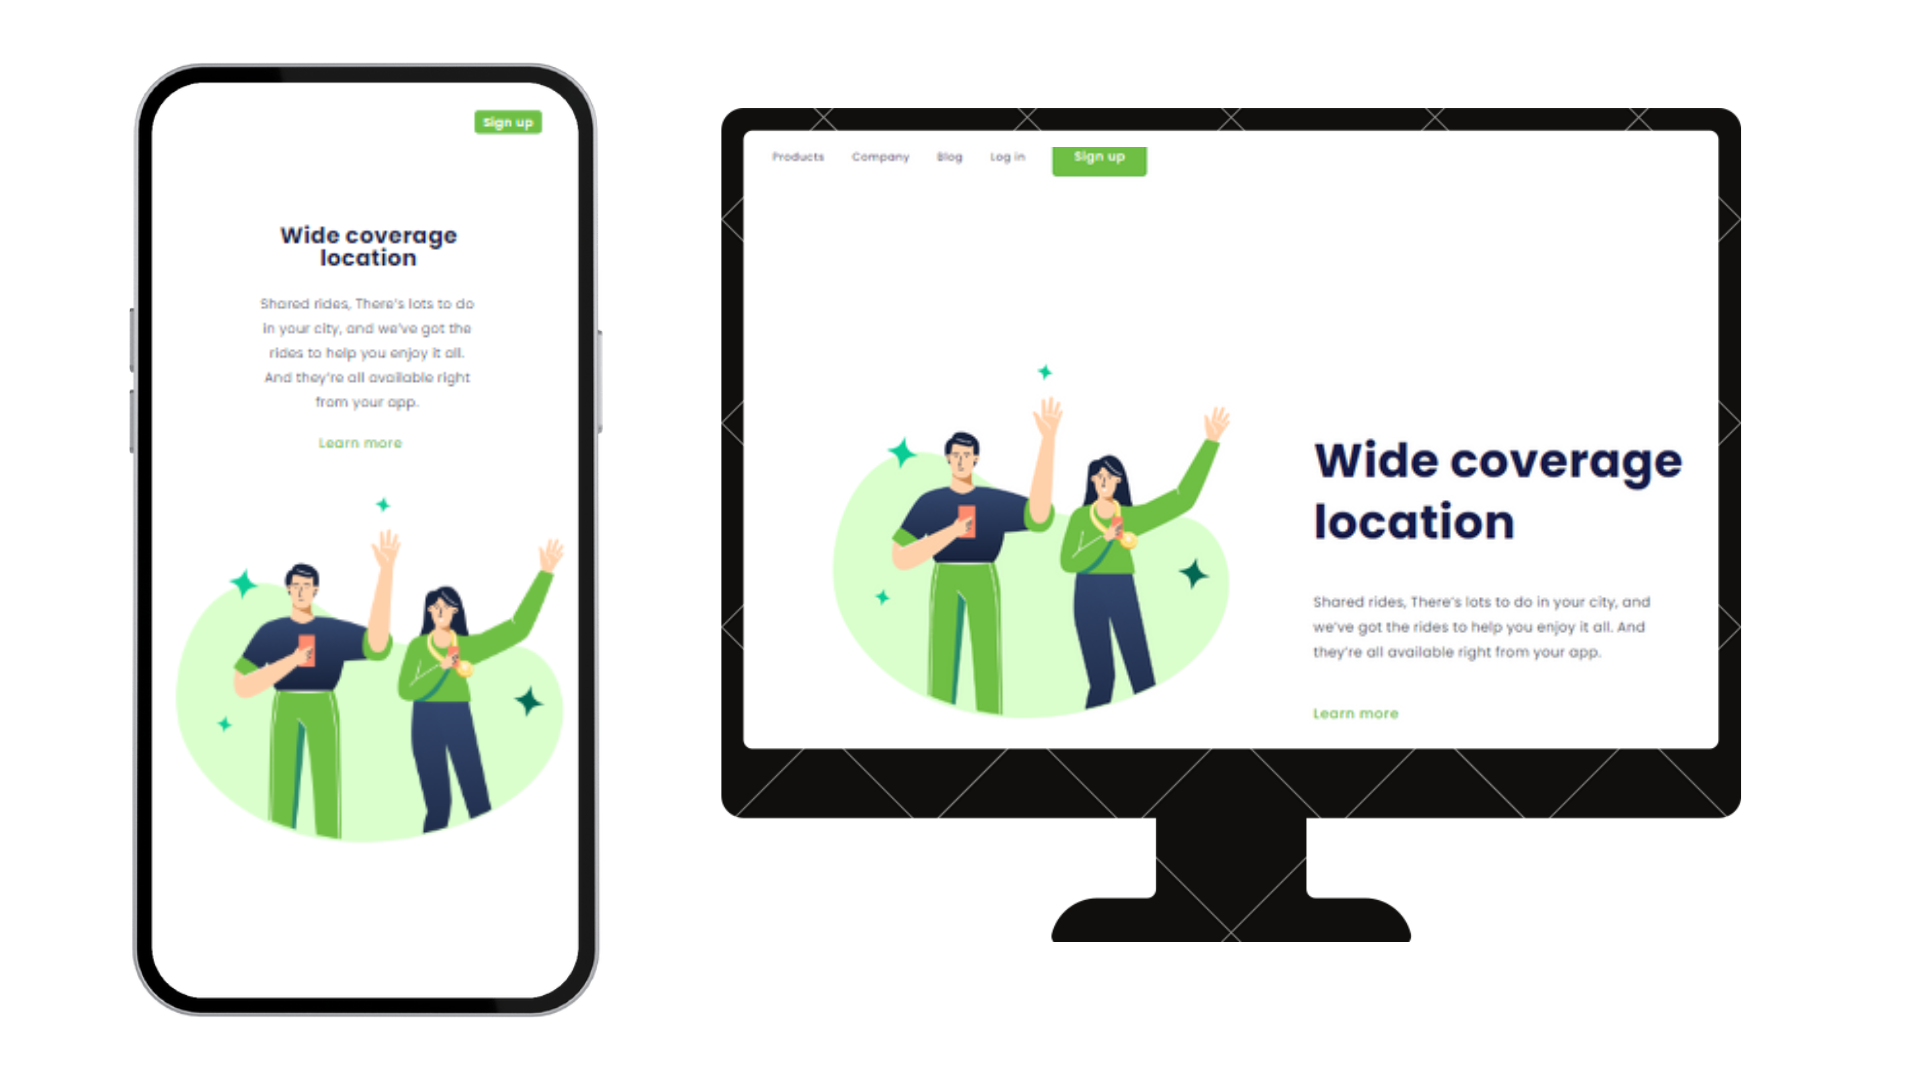 Sign up
Wide coverage
location
Shared rides, There's lots to do
in your city, and we've got the
rides to help you enjoy it all.
And they're all available right
from your app.
Learn more
Products Company Blog Log in Sign up
Wide coverage
location
Shared rides, There's lots to do in your city, and
we've got the rides to help you enjoy it all. And
they're all available right from your app.
Learn more